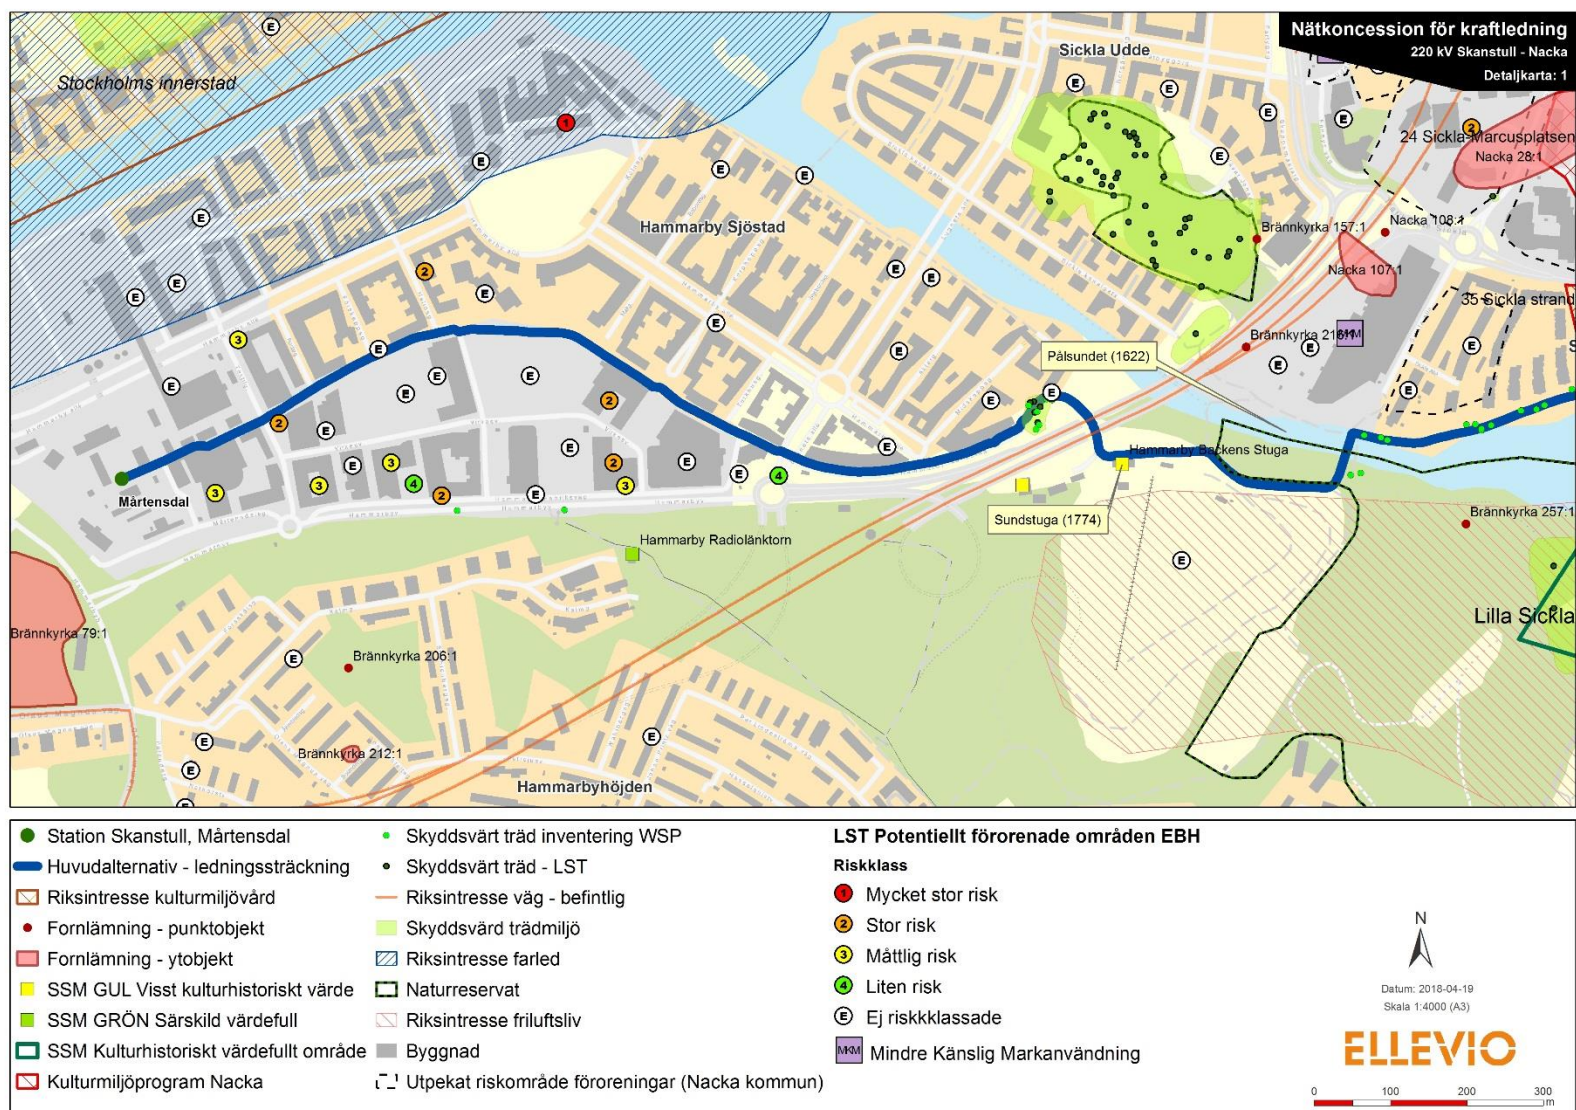 Nätkoncession för kraftledning
220 kV Skanstull - Nacka
Detaljkarta: 1
Stockholms innerstad
Sickla Udde
24 Sickla-Marcusplatsen
Nacka 28:1
Hammarby Sjöstad
Brännkyrka 157:1
Nacka 108:1
Nacka 107:1
35 Sickla strand
Brännkyrka 216:1
MKM
Pålsundet (1622)
Hammarby Backens Stuga
Mårtensdal
Sundstuga (1774)
Brännkyrka 257:1
Hammarby Radiolänktorn
Lilla Sickla
Brännkyrka 79:1
Brännkyrka 206:1
Brännkyrka 212:1
Hammarbyhöjden
Station Skanstull, Mårtensdal
Huvudalternativ - ledningssträckning
Riksintresse kulturmiljövård
Fornlämning - punktobjekt
Fornlämning - ytobjekt
SSM GUL Visst kulturhistoriskt värde
SSM GRÖN Särskild värdefull
SSM Kulturhistoriskt värdefullt område
Kulturmiljöprogram Nacka
Skyddsvärt träd inventering WSP
Skyddsvärt träd - LST
Riksintresse väg - befintlig
Skyddsvärd trädmiljö
Riksintresse farled
Naturreservat
Riksintresse friluftsliv
Byggnad
Utpekat riskområde föroreningar (Nacka kommun)
LST Potentiellt förorenade områden EBH
Riskklass
1 Mycket stor risk
2 Stor risk
3 Måttlig risk
4 Liten risk
E Ej riskkklassade
MKM Mindre Känslig Markanvändning
N
Datum: 2018-04-19
Skala 1:4000 (A3)
ELLEVIO
0 100 200 300
m